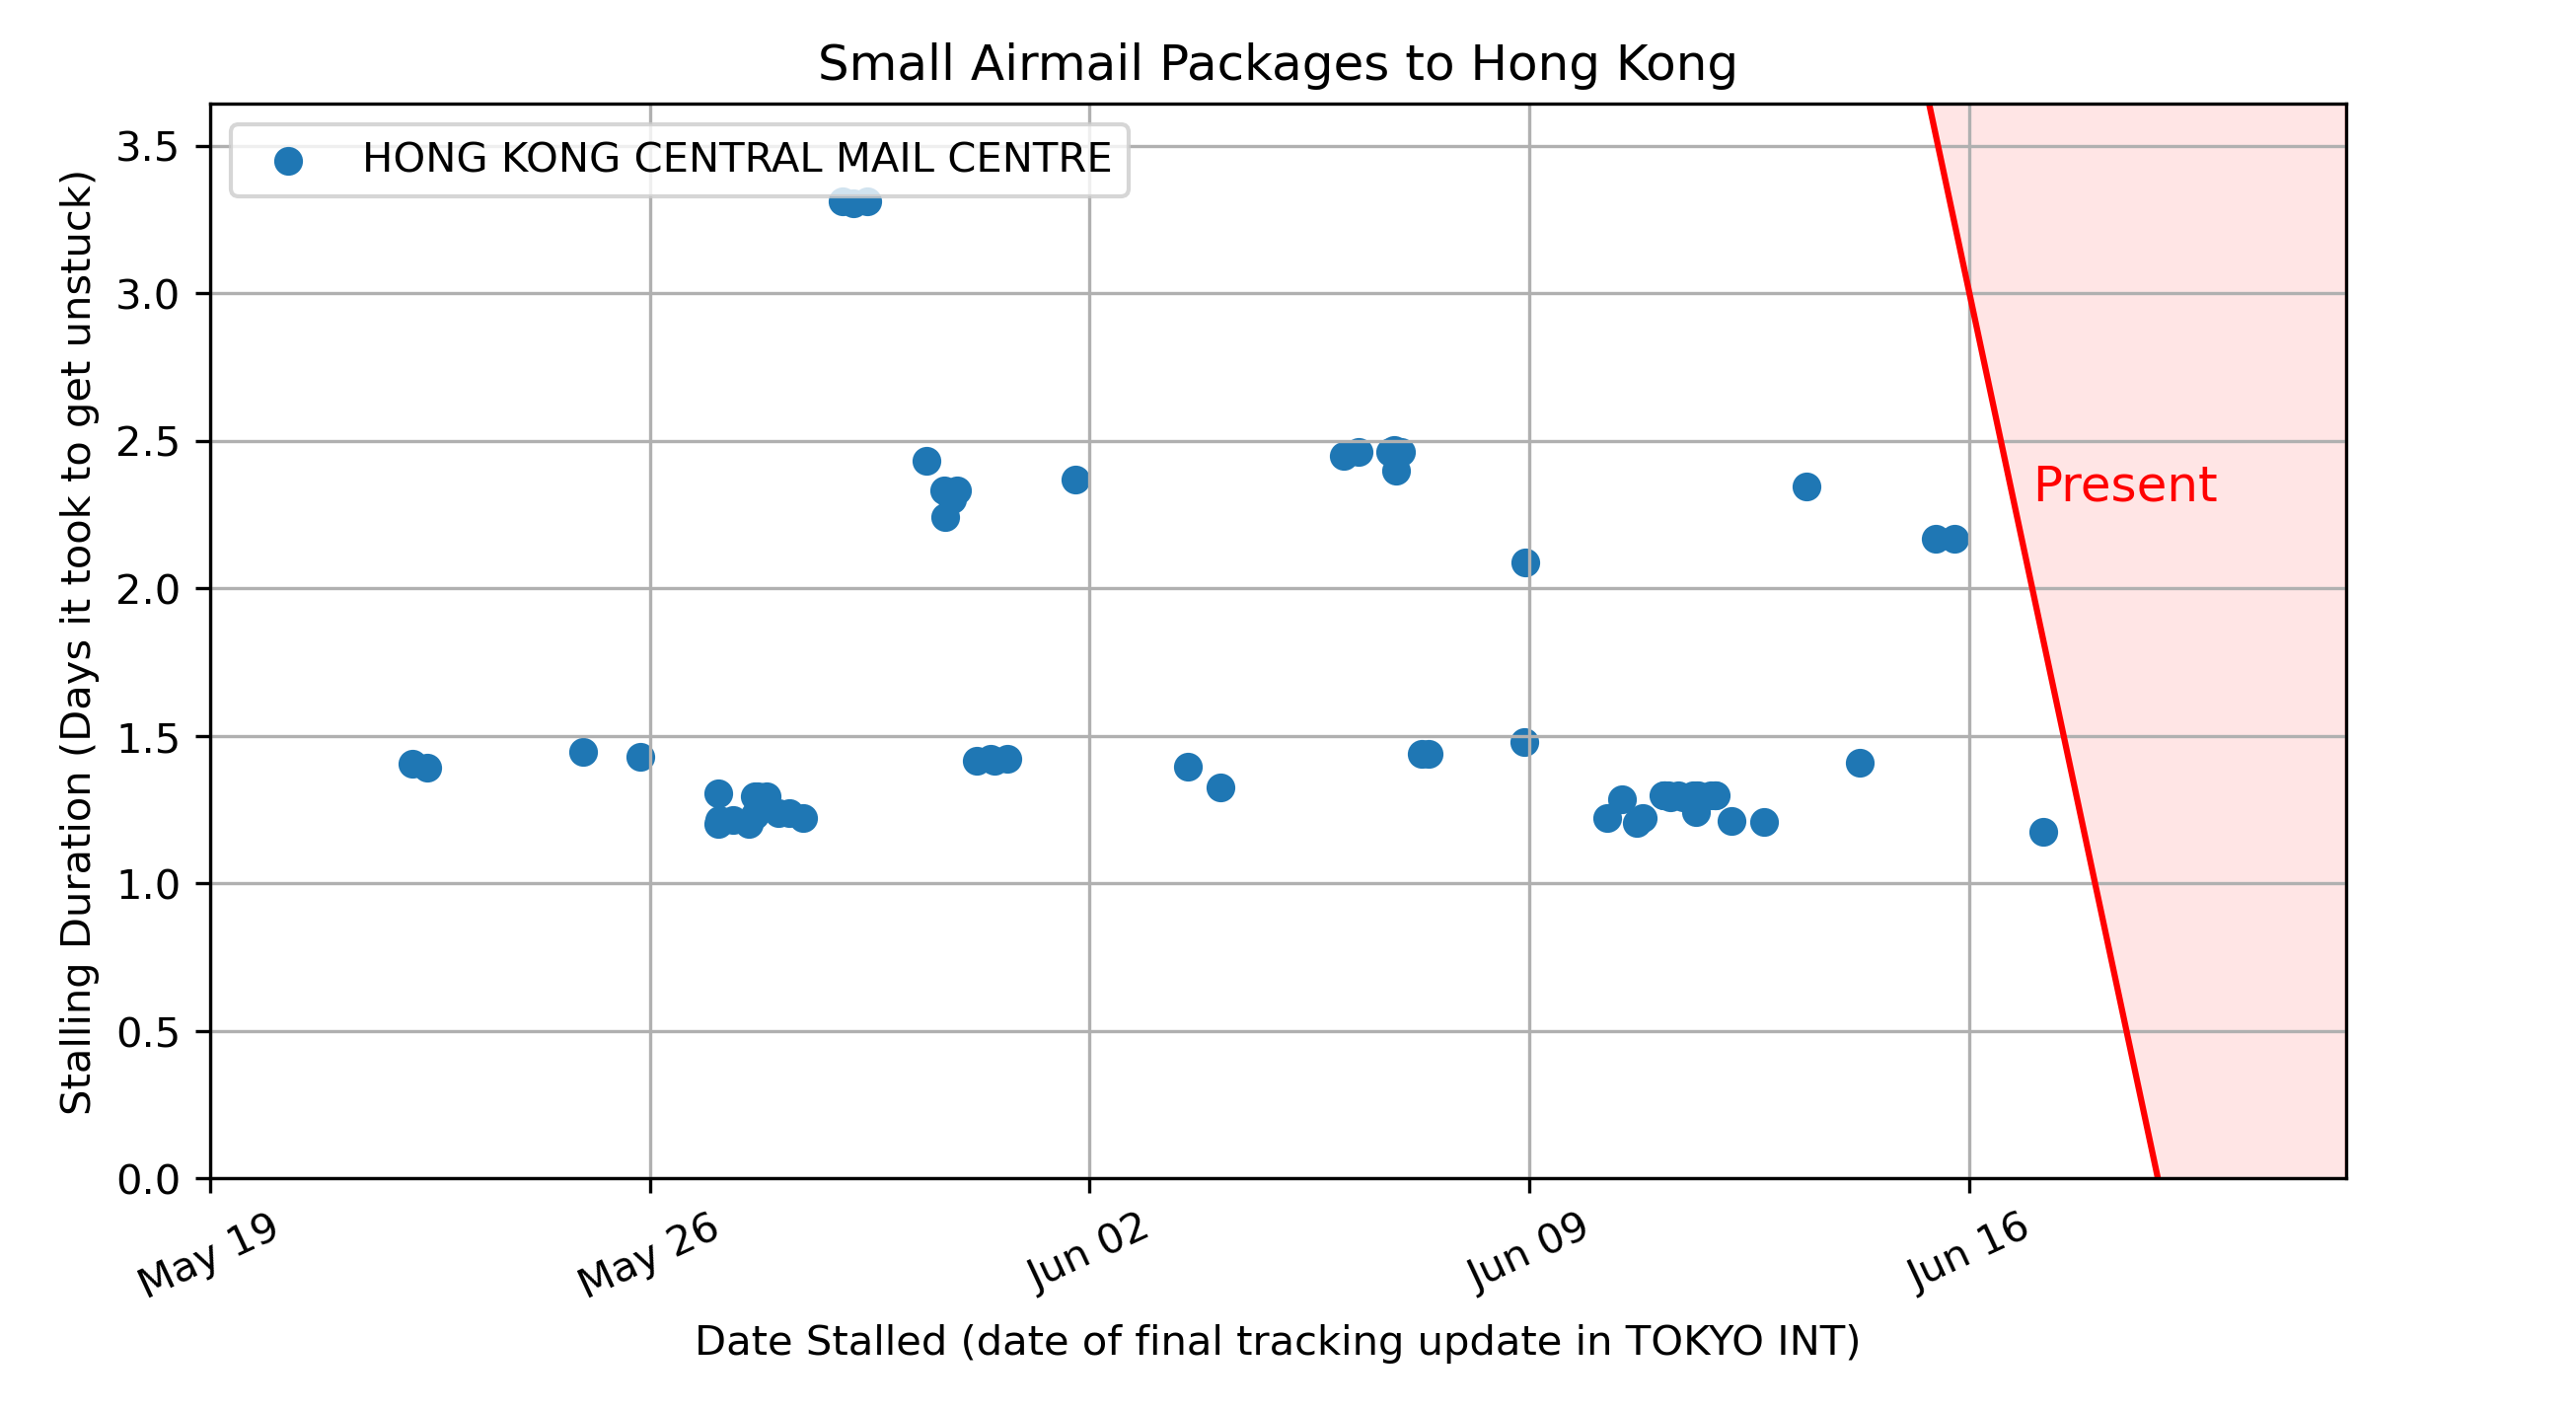 Small Airmail Packages to Hong Kong
HONG KONG CENTRAL MAIL CENTRE
Stalling Duration (Days it took to get unstuck)
3.5
3.0
2.5
2.0
1.5
1.0
0.5
0.0
Present
May 19
May 26
Jun 02
Jun 09
Jun 16
Date Stalled (date of final tracking update in TOKYO INT)